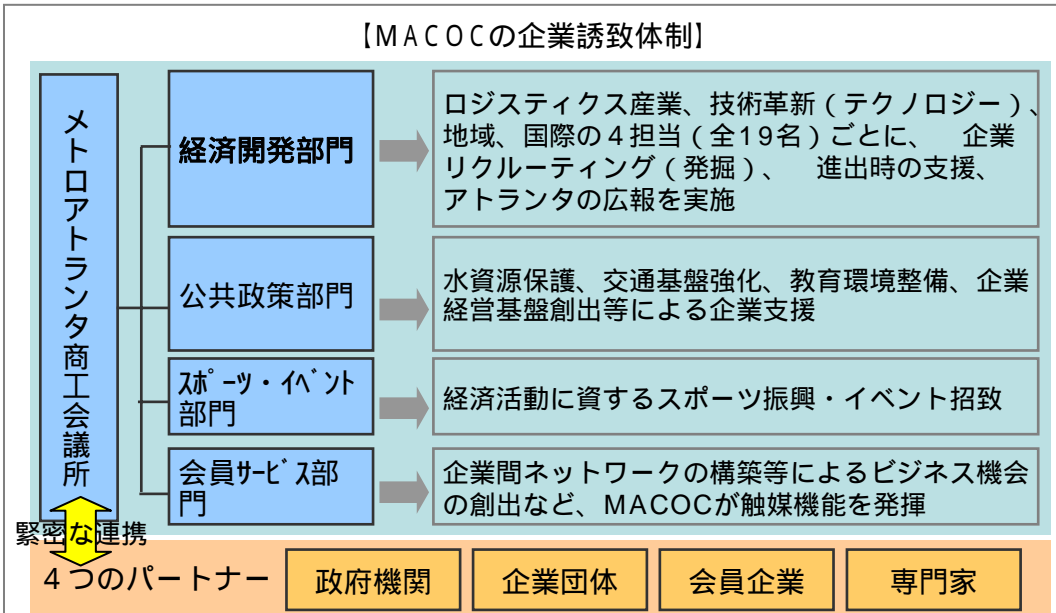 【MACOCの企業誘致体制】
メトロアトランタ商工会議所
経済開発部門
ロジスティクス産業、技術革新(テクノロジー)、
地域、国際の4担当(全19名)ごとに、　企業
リクルーティング(発掘)、　進出時の支援、
アトランタの広報を実施
公共政策部門
水資源保護、交通基盤強化、教育環境整備、企業
経営基盤創出等による企業支援
スポーツ・イベント
部門
経済活動に資するスポーツ振興・イベント招致
会員サービス部
門
企業間ネットワークの構築等によるビジネス機会
の創出など、MACOCが触媒機能を発揮
緊密な連携
4つのパートナー
政府機関
企業団体
会員企業
専門家